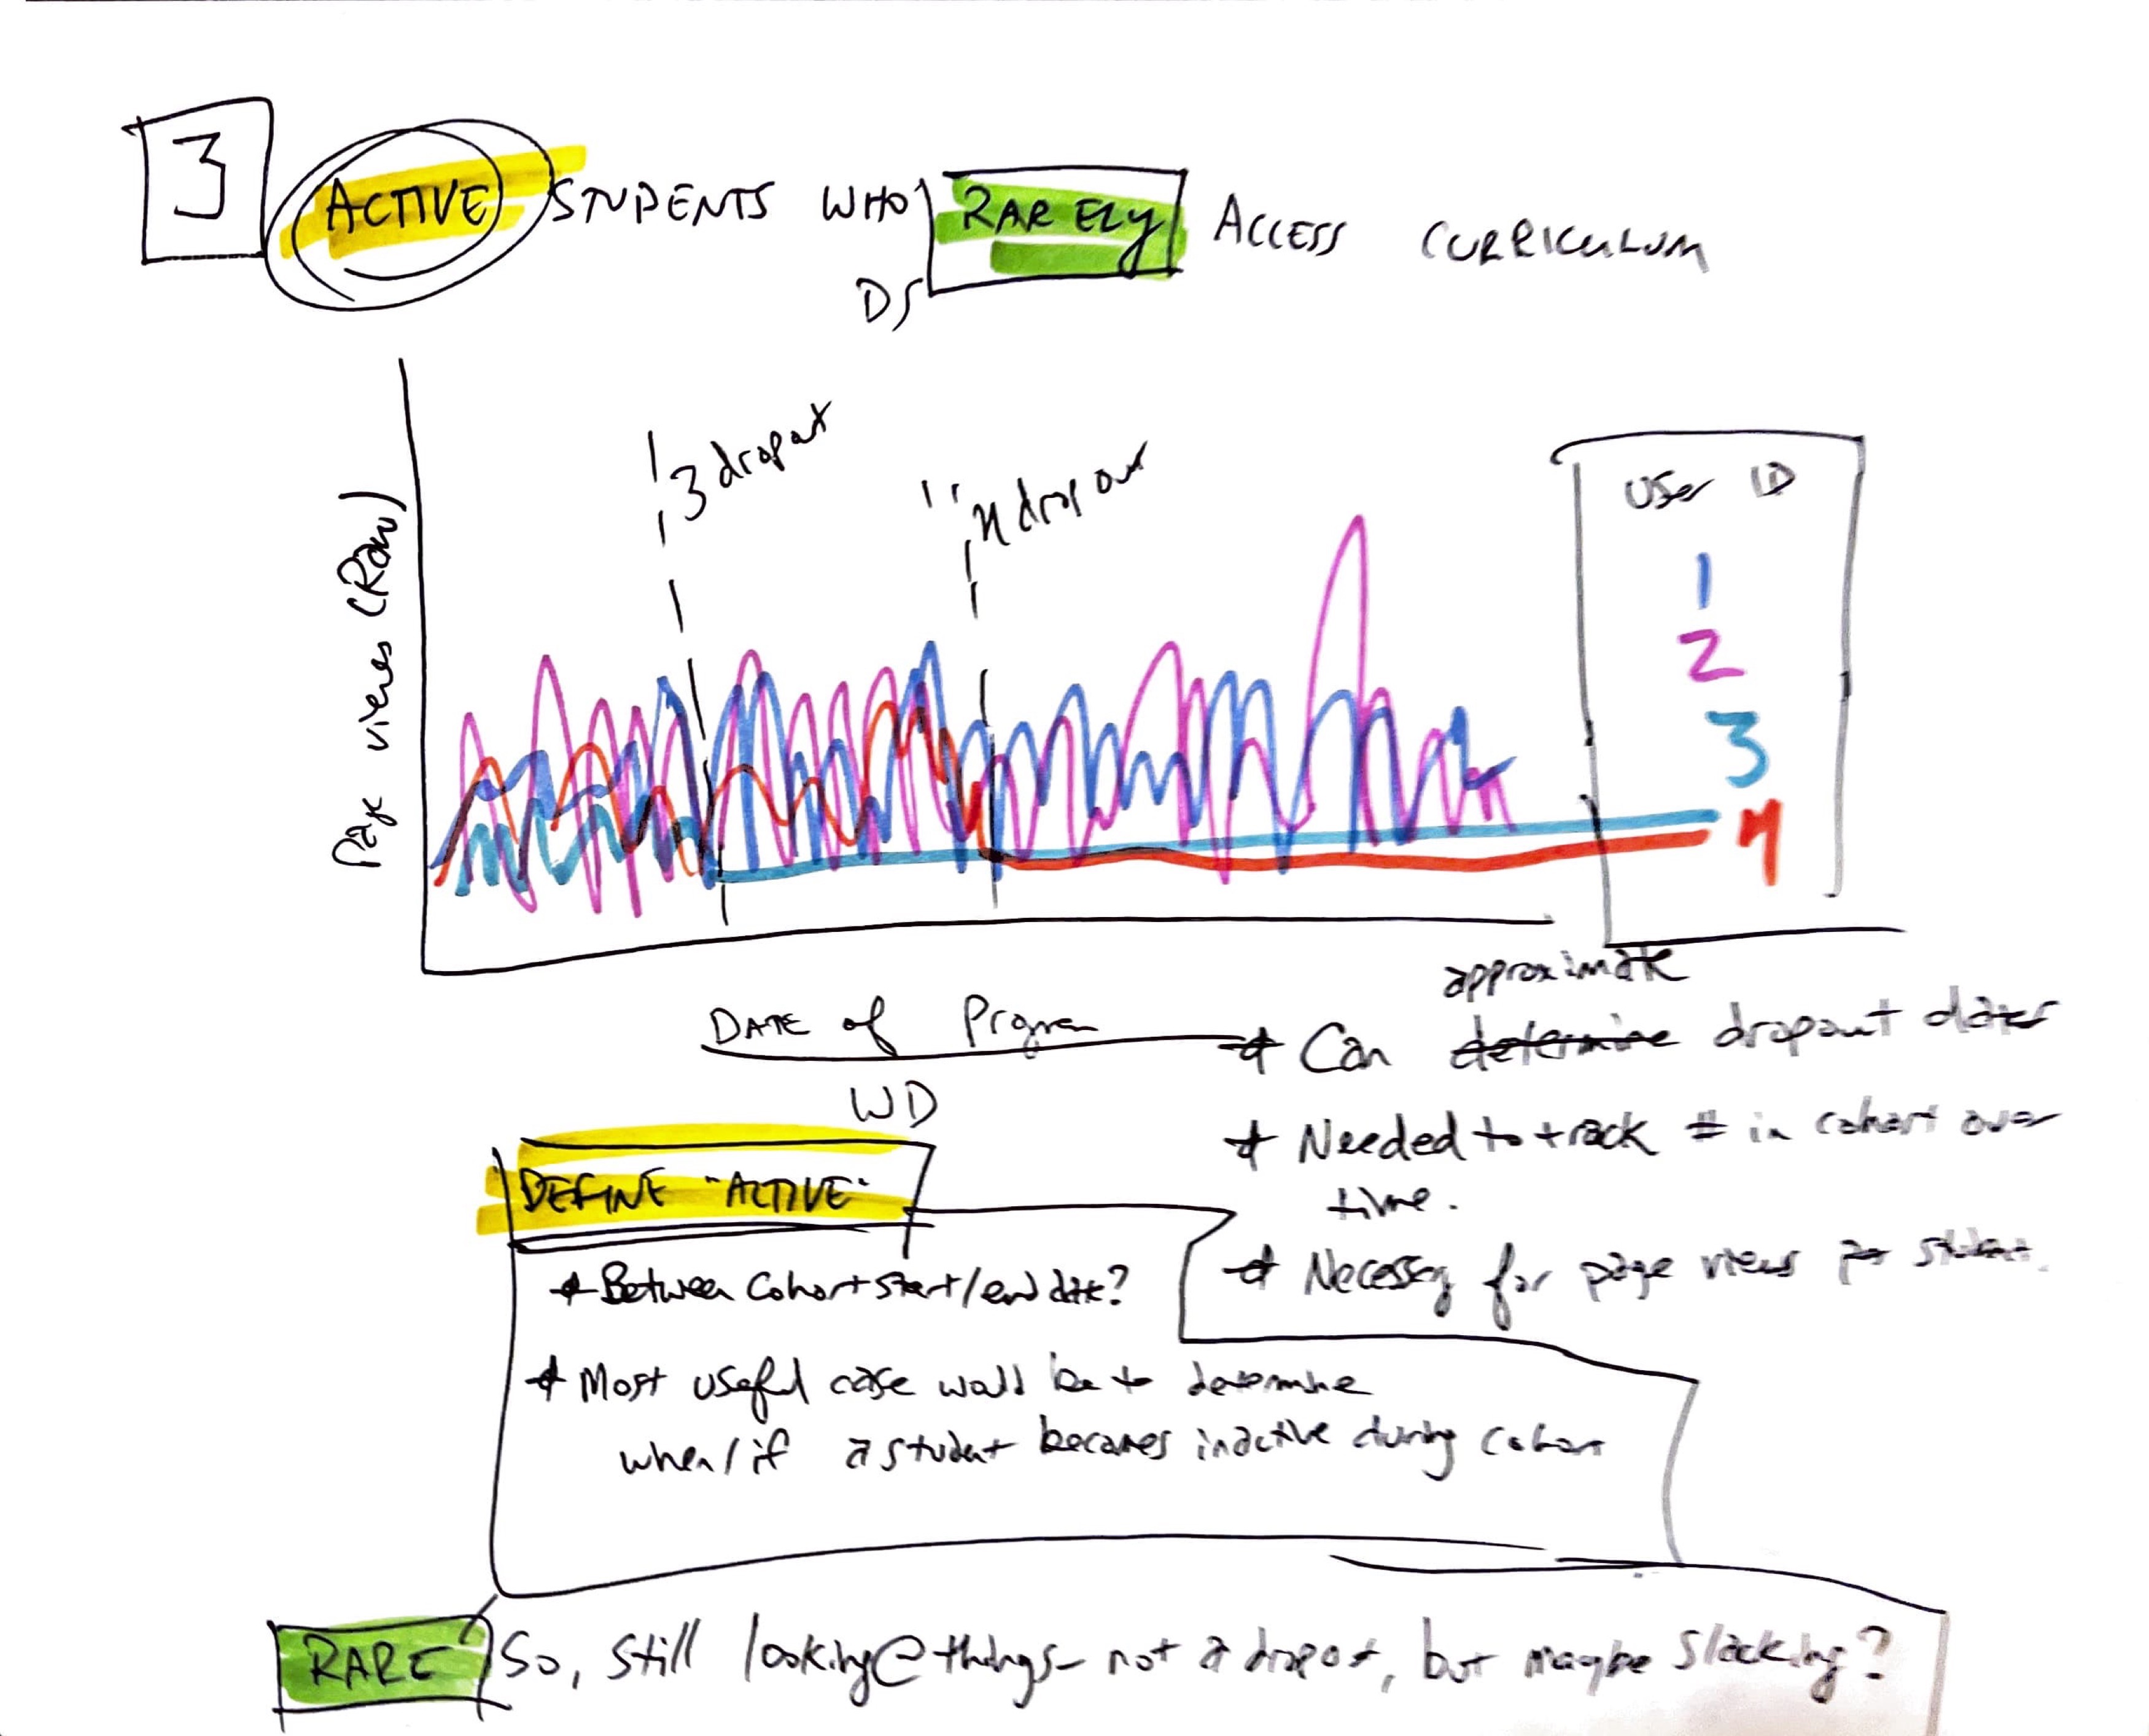 3
ACTIVE STUDENTS WHO RARELY ACCESS CURRICULUM
DS
3 dropout
4 drop out
User ID
1
2
3
4
Page views (Raw)
DATE of Program
WD
approximate
* Can determine dropout dates
* Needed to track # in cohort over
time.
* Necessary for page views per student.
DEFINE "ACTIVE"
* Between Cohort start/end date?
* Most useful case would be to determine
when/if a student becomes inactive during cohort
RARE So, still looking @ things - not a dropout, but maybe slacking?